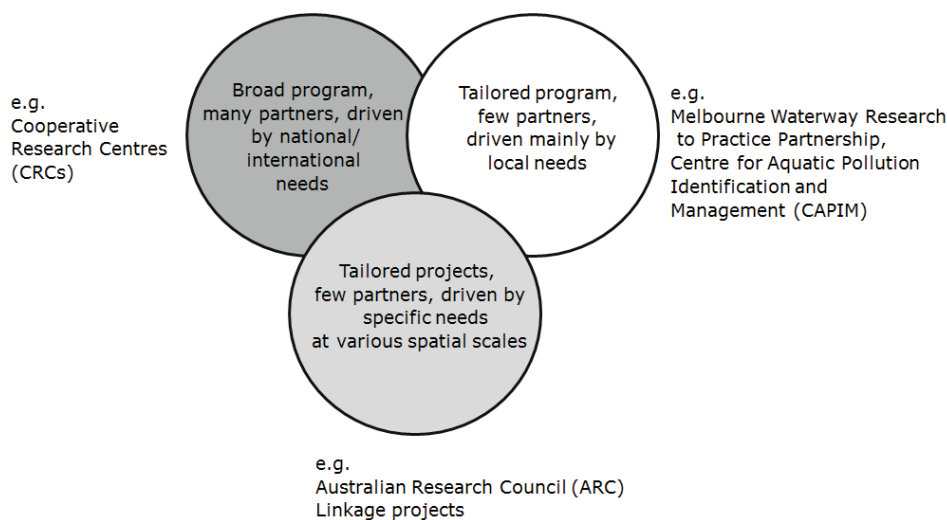 e.g.
Cooperative
Research Centres
(CRCs)
Broad program,
many partners, driven
by national/
international
needs
Tailored program,
few partners,
driven mainly by
local needs
e.g.
Melbourne Waterway Research
to Practice Partnership,
Centre for Aquatic Pollution
Identification and
Management (CAPIM)
Tailored projects,
few partners, driven by
specific needs
at various spatial scales
e.g.
Australian Research Council (ARC)
Linkage projects